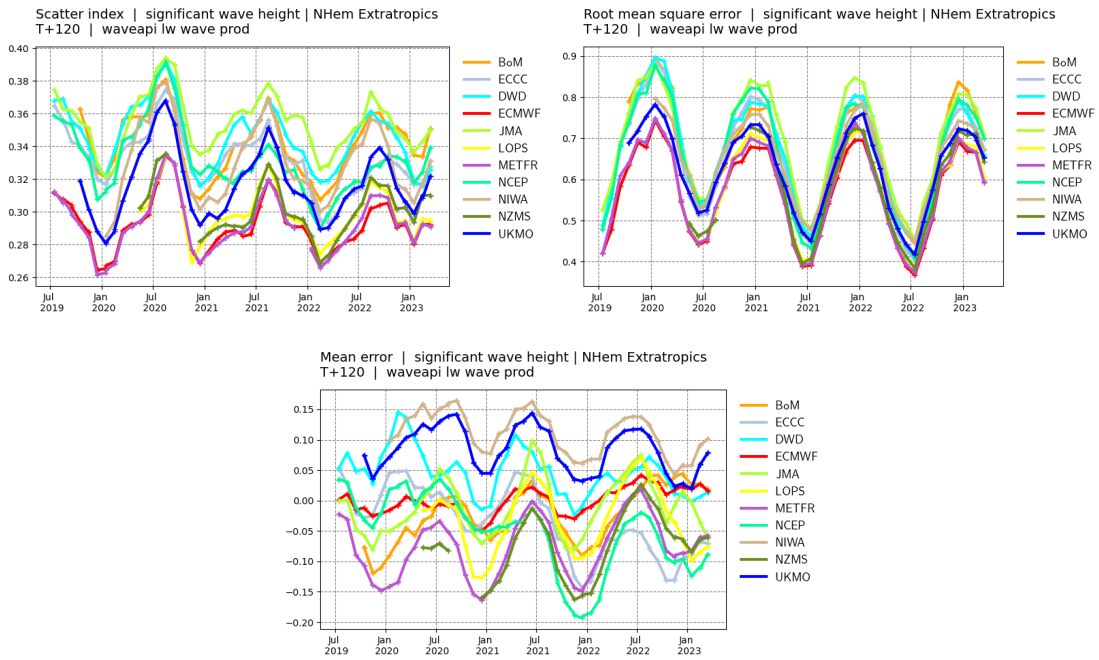 Scatter index  |  significant wave height | NHem Extratropics
T+120  |  waveapi lw wave prod
0.40
0.38
0.36
0.34
0.32
0.30
0.28
0.26
Jul 2019
Jan 2020
Jul 2020
Jan 2021
Jul 2021
Jan 2022
Jul 2022
Jan 2023
BoM
ECCC
DWD
ECMWF
JMA
LOPS
METFR
NCEP
NIWA
NZMS
UKMO
Root mean square error  |  significant wave height | NHem Extratropics
T+120  |  waveapi lw wave prod
0.9
0.8
0.7
0.6
0.5
0.4
Jul 2019
Jan 2020
Jul 2020
Jan 2021
Jul 2021
Jan 2022
Jul 2022
Jan 2023
BoM
ECCC
DWD
ECMWF
JMA
LOPS
METFR
NCEP
NIWA
NZMS
UKMO
Mean error  |  significant wave height | NHem Extratropics
T+120  |  waveapi lw wave prod
0.15
0.10
0.05
0.00
−0.05
−0.10
−0.15
−0.20
Jul 2019
Jan 2020
Jul 2020
Jan 2021
Jul 2021
Jan 2022
Jul 2022
Jan 2023
BoM
ECCC
DWD
ECMWF
JMA
LOPS
METFR
NCEP
NIWA
NZMS
UKMO